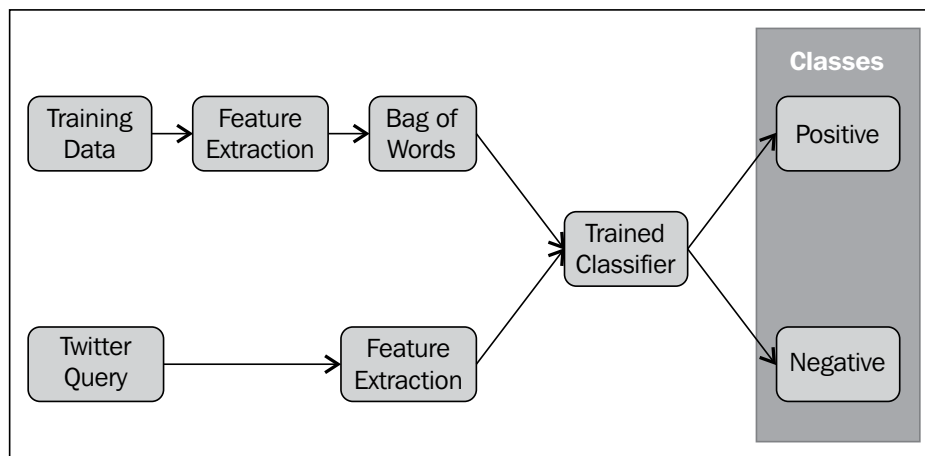 Classes
Training
Data
Feature
Extraction
Bag of
Words
Positive
Trained
Classifier
Twitter
Query
Feature
Extraction
Negative